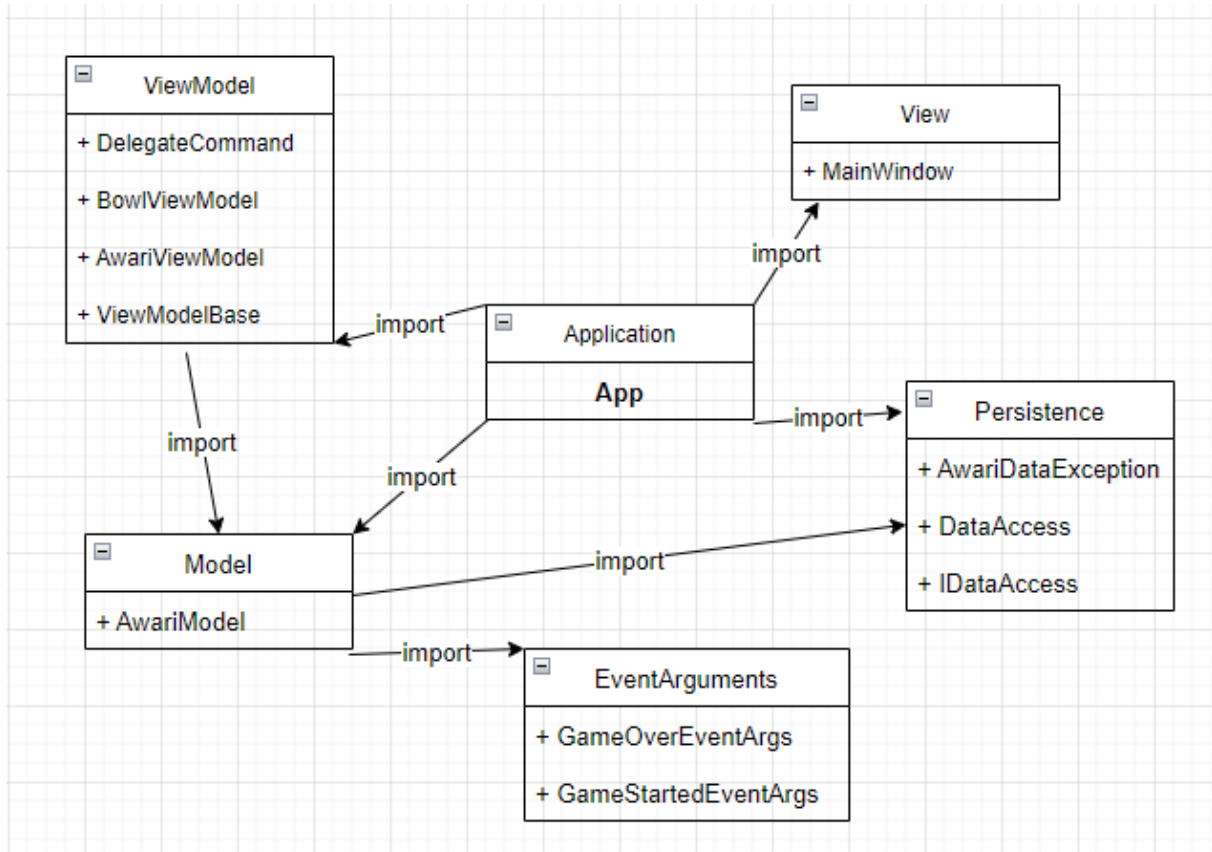 ViewModel
+ DelegateCommand
+ BowlViewModel
+ AwariViewModel
+ ViewModelBase
View
+ MainWindow
import
import
Application
App
import
Persistence
+ AwariDataException
+ DataAccess
+ IDataAccess
import
import
Model
+ AwariModel
import
import
EventArguments
+ GameOverEventArgs
+ GameStartedEventArgs